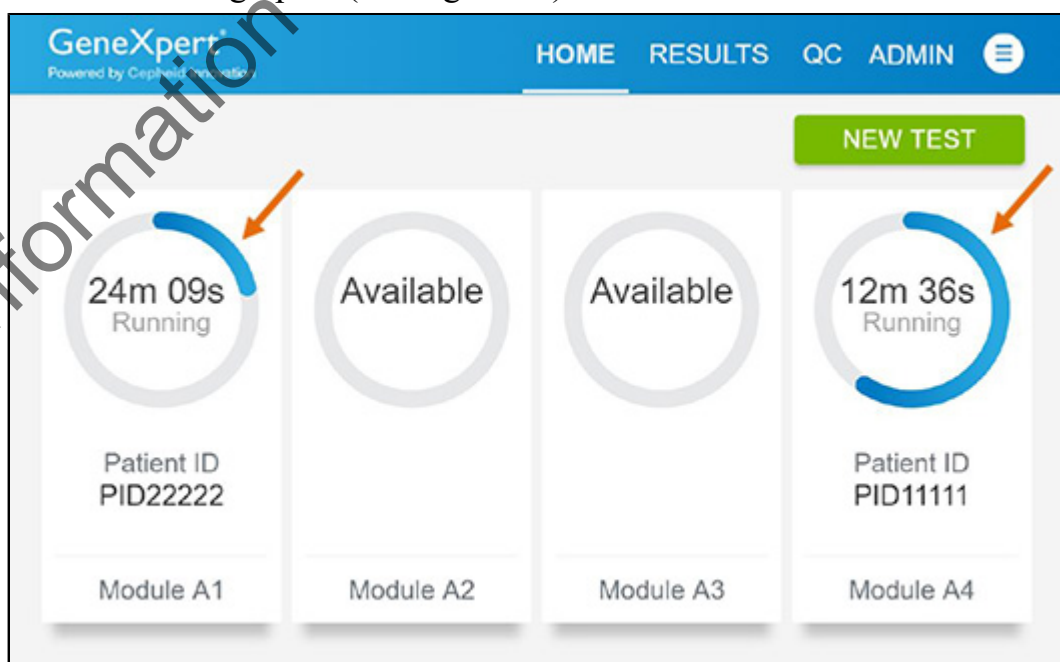 GeneXpert
Powered by Cepheid innovation
HOME RESULTS QC ADMIN
NEW TEST
24m 09s
Running
Available
Available
12m 36s
Running
Patient ID
PID22222
Patient ID
PID11111
Module A1
Module A2
Module A3
Module A4